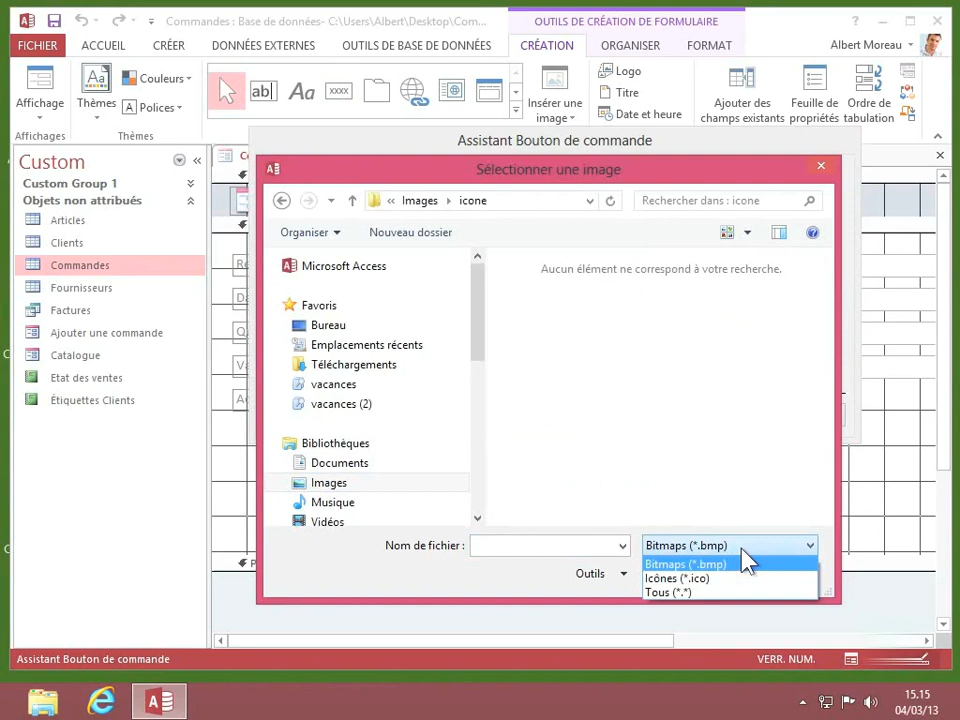 Commandes : Base de données- C:\Users\Albert\Desktop\Com...
OUTILS DE CRÉATION DE FORMULAIRE
?
FICHIER
ACCUEIL
CRÉER
DONNÉES EXTERNES
OUTILS DE BASE DE DONNÉES
CRÉATION
ORGANISER
FORMAT
Albert Moreau
Affichage
Affichages
Aa
Thèmes
Couleurs
A Polices
Thèmes
ab
Aa
xxxx
Insérer une
image
Logo
Titre
Date et heure
Ajouter des
champs existants
Feuille de
propriétés
Ordre de
tabulation
Custom
Custom Group 1
Objets non attribués
Articles
Clients
Commandes
Fournisseurs
Factures
Ajouter une commande
Catalogue
Etat des ventes
Étiquettes Clients
Assistant Bouton de commande
Sélectionner une image
« Images
icone
Rechercher dans : icone
Organiser
Nouveau dossier
Microsoft Access
Favoris
Bureau
Emplacements récents
Téléchargements
vacances
vacances (2)
Bibliothèques
Documents
Images
Musique
Vidéos
Aucun élément ne correspond à votre recherche.
Nom de fichier :
Bitmaps (*.bmp)
Bitmaps (*.bmp)
Icônes (*.ico)
Tous (*.*)
Outils
Assistant Bouton de commande
VERR. NUM.
15.15
04/03/13